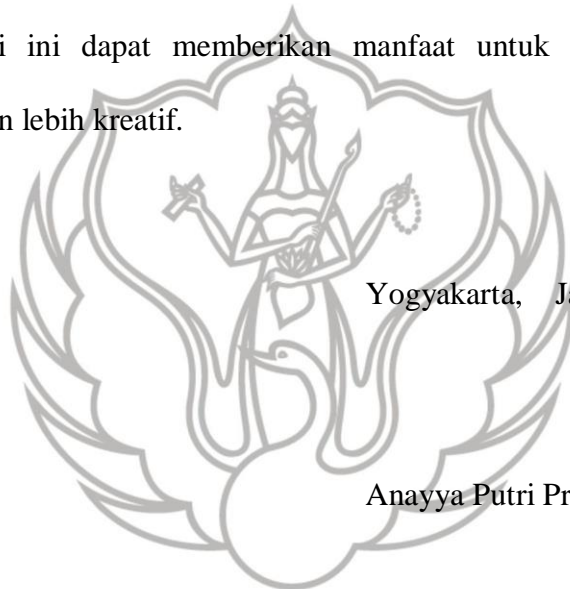 ini dapat memberikan manfaat untuk
lebih kreatif.
Yogyakarta,
Anayya Putri